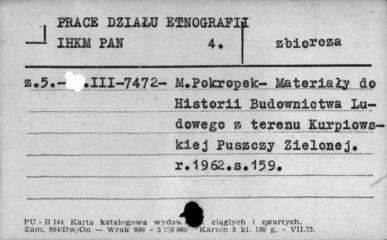 PRACE DZIAŁU ETNOGRAFII
IHKM PAN 4. zbioroza
z.5.- .III-7472- M.Pokropek- Materiały do
Historii Budownictwa Lu-
dowego z terenu Kurpiows-
kiej Puszczy Zielonej.
r.1962.s.159.
PU - B 144 Karta katalogowa wydaw ciągłych i zwartych.
Zam. 904/Dw/On — Wrak 600 - 3 750 000 Karton 5 kl. 180 g. - VII.72.